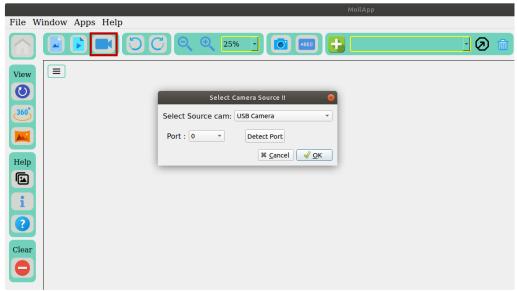 MoilApp
File Window Apps Help
25%
View
360°
Help
i
?
Clear
Select Camera Source !!
Select Source cam: USB Camera
Port : 0 Detect Port
Cancel OK